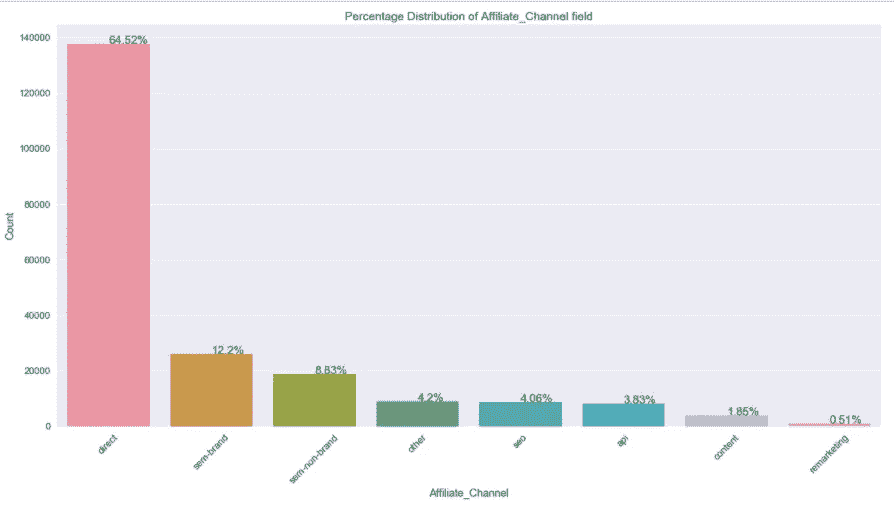 Percentage Distribution of Affiliate_Channel field
140000
120000
100000
80000
60000
40000
20000
0
Count
64.52%
12.2%
8.83%
4.2%
4.06%
3.83%
1.85%
0.51%
direct
sem-brand
sem-non-brand
other
seo
api
content
remarketing
Affiliate_Channel